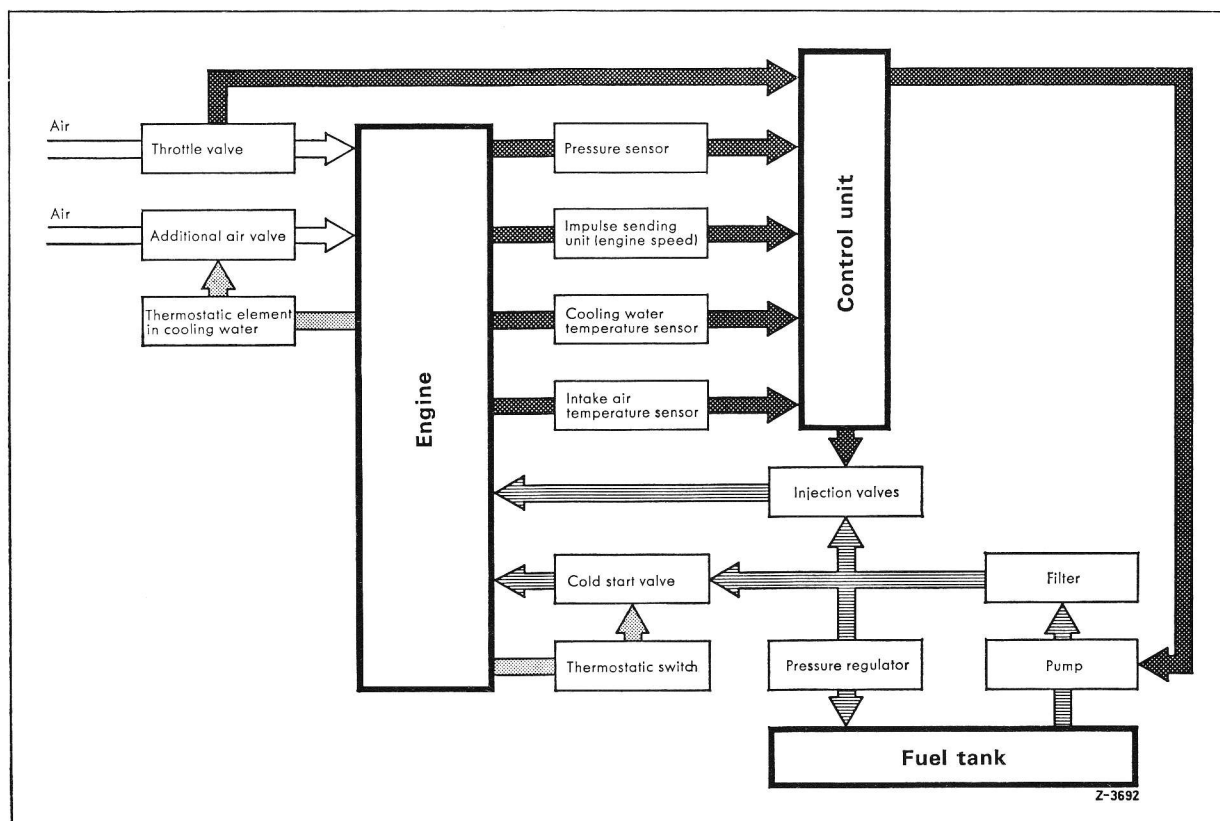 Air
Throttle valve
Pressure sensor
Air
Additional air valve
Impulse sending
unit (engine speed)
Thermostatic element
in cooling water
Cooling water
temperature sensor
Intake air
temperature sensor
Engine
Control unit
Injection valves
Cold start valve
Filter
Thermostatic switch
Pressure regulator
Pump
Fuel tank
Z-3692